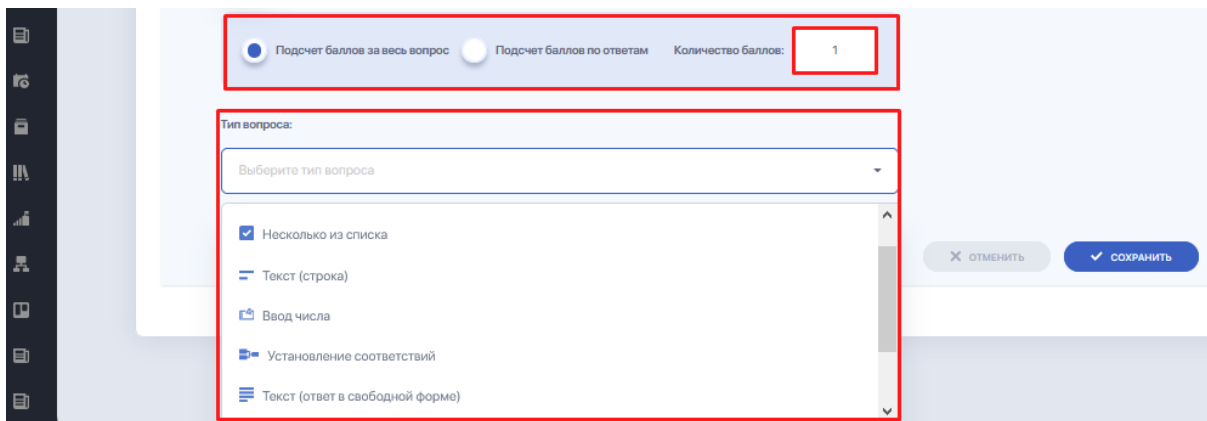 Подсчет баллов за весь вопрос Подсчет баллов по ответам Количество баллов: 1
Тип вопроса:
Выберите тип вопроса
Несколько из списка
Текст (строка)
Ввод числа
Установление соответствий
Текст (ответ в свободной форме)
ОТМЕНИТЬ СОХРАНИТЬ